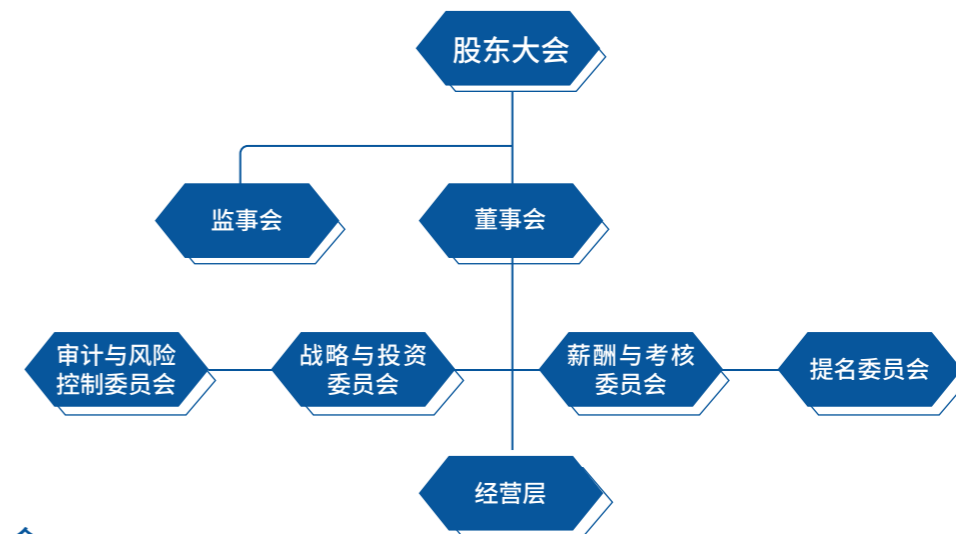 股东大会
监事会
董事会
审计与风险
控制委员会
战略与投资
委员会
薪酬与考核
委员会
提名委员会
经营层